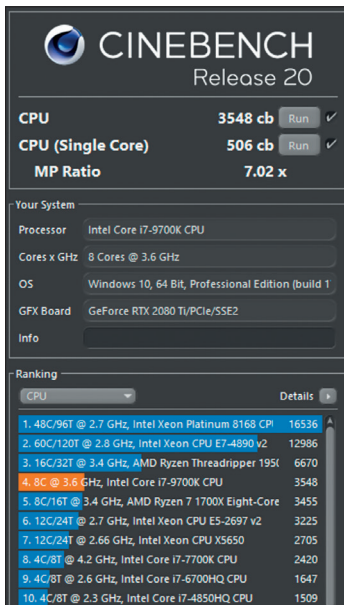 CINEBENCH
Release 20
CPU 3548 cb Run
CPU (Single Core) 506 cb Run
MP Ratio 7.02 x
Your System
Processor Intel Core i7-9700K CPU
Cores x GHz 8 Cores @ 3.6 GHz
OS Windows 10, 64 Bit, Professional Edition (build 1
GFX Board GeForce RTX 2080 Ti/PCIe/SSE2
Info
Ranking
CPU Details
1. 48C/96T @ 2.7 GHz, Intel Xeon Platinum 8168 CPU 16536
2. 60C/120T @ 2.8 GHz, Intel Xeon CPU E7-4890 v2 12986
3. 16C/32T @ 3.4 GHz, AMD Ryzen Threadripper 1950 6670
4. 8C @ 3.6 GHz, Intel Core i7-9700K CPU 3548
5. 8C/16T @ 3.4 GHz, AMD Ryzen 7 1700X Eight-Core 3455
6. 12C/24T @ 2.7 GHz, Intel Xeon CPU E5-2697 v2 3225
7. 12C/24T @ 2.66 GHz, Intel Xeon CPU X5650 2705
8. 4C/8T @ 4.2 GHz, Intel Core i7-7700K CPU 2420
9. 4C/8T @ 2.6 GHz, Intel Core i7-6700HQ CPU 1647
10. 4C/8T @ 2.3 GHz, Intel Core i7-4850HQ CPU 1509